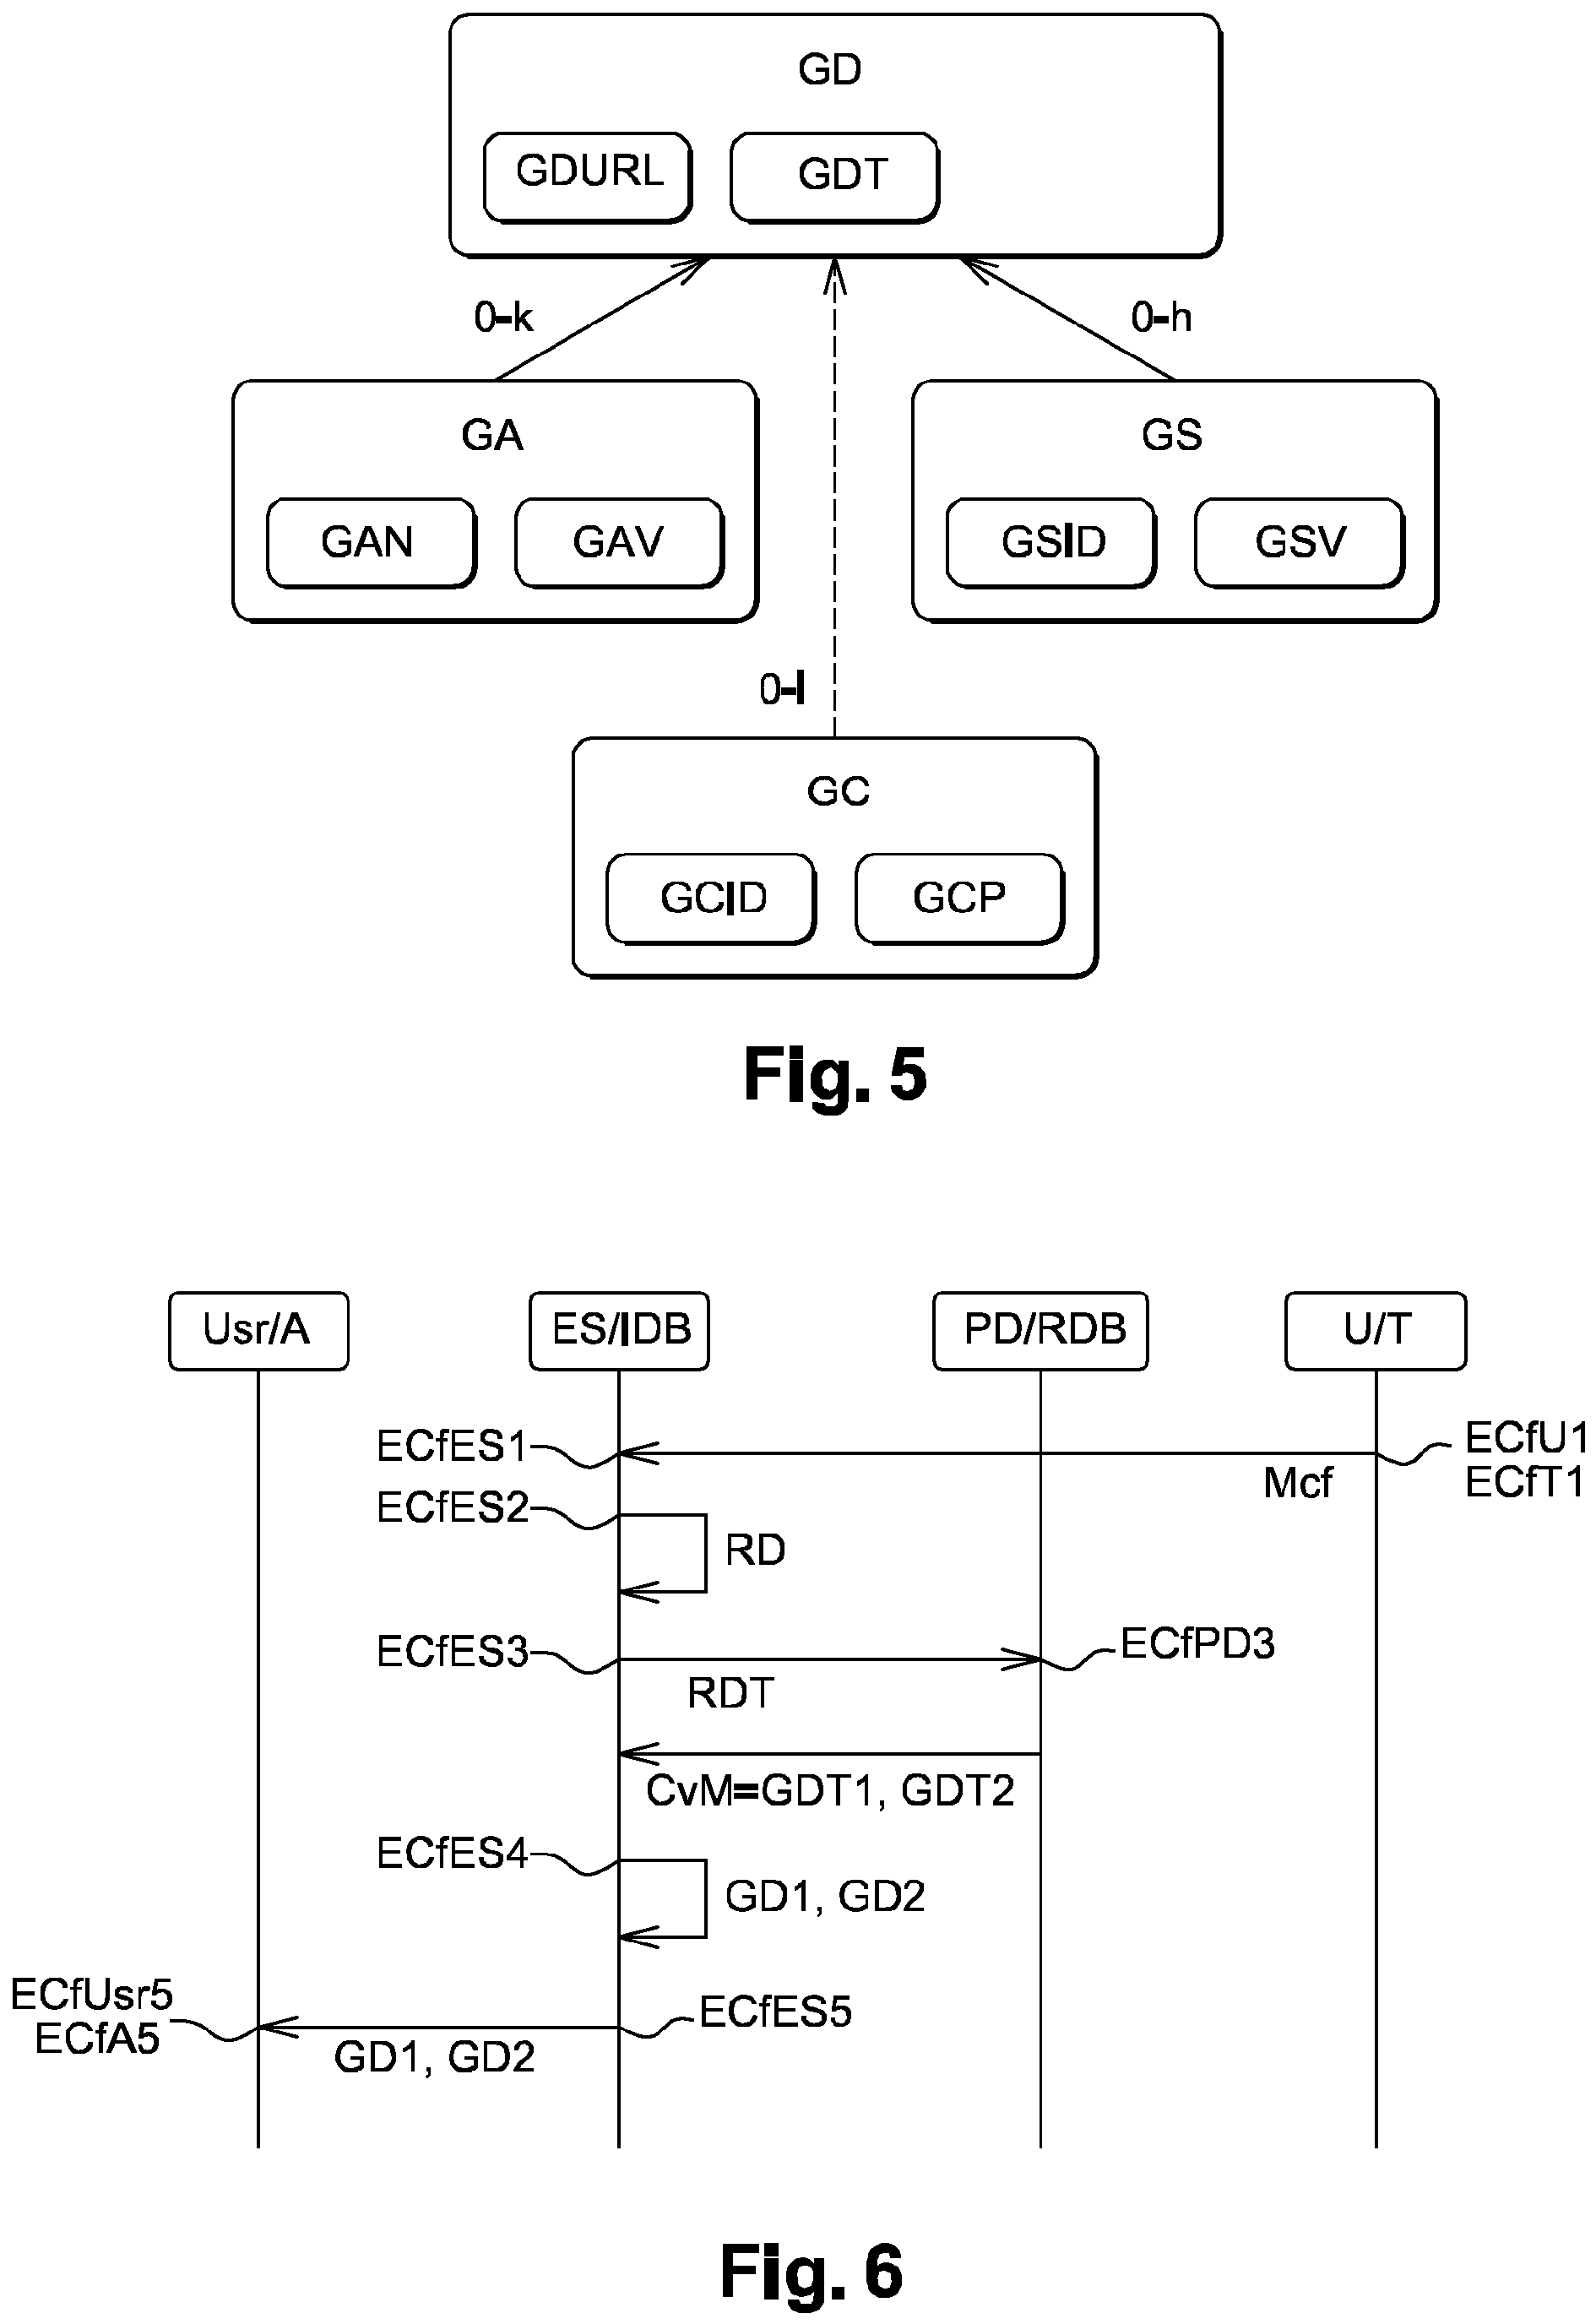 GD
GDURL GDT
0-k 0-h
GA GS
GAN GAV GSID GSV
0-l
GC
GCID GCP
Fig. 5
Usr/A ES/IDB PD/RDB U/T
ECfES1 ECfU1
Mcf ECfT1
ECfES2
RD
ECfES3 ECfPD3
RDT
CvM=GDT1, GDT2
ECfES4
GD1, GD2
ECfUsr5 ECfES5
ECfA5
GD1, GD2
Fig. 6